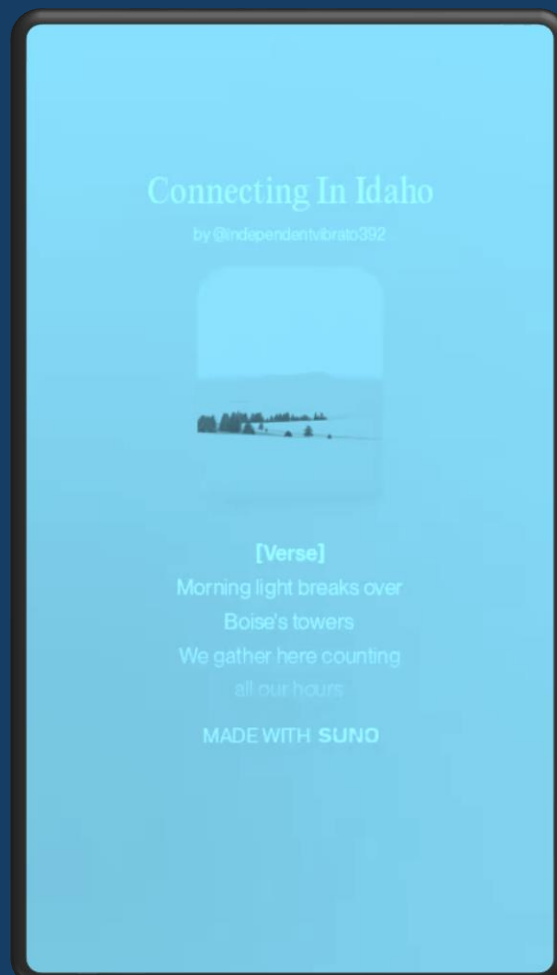 Connecting In Idaho
by @independentvibrato392
[Verse]
Morning light breaks over
Boise's towers
We gather here counting
all our hours
MADE WITH SUNO